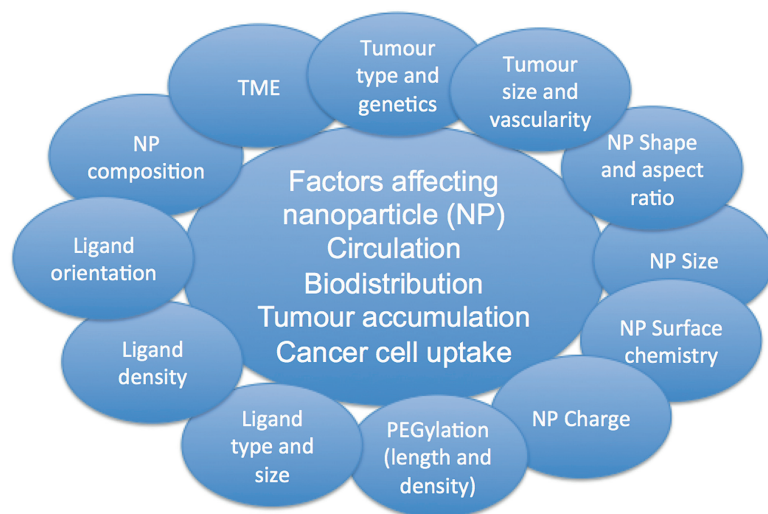 Factors affecting
nanoparticle (NP)
Circulation
Biodistribution
Tumour accumulation
Cancer cell uptake
Tumour
type and
genetics
Tumour
size and
vascularity
NP Shape
and aspect
ratio
NP Size
NP Surface
chemistry
NP Charge
PEGylation
(length and
density)
Ligand
type and
size
Ligand
density
Ligand
orientation
NP
composition
TME